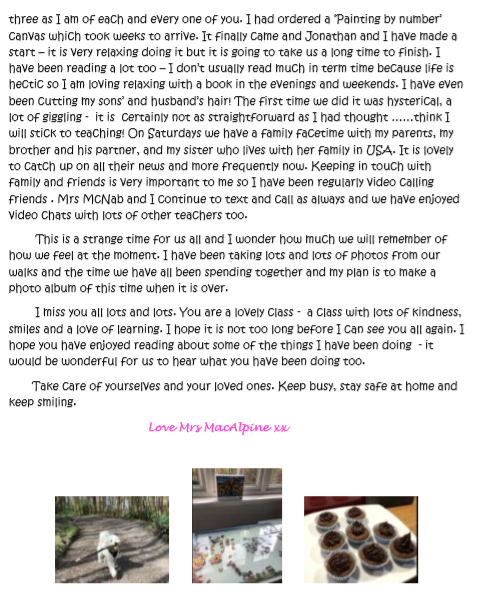 three as I am of each and every one of you. I had ordered a 'Painting by number'
canvas which took weeks to arrive. It finally came and Jonathan and I have made a
start – it is very relaxing doing it but it is going to take us a long time to finish. I
have been reading a lot too – I don't usually read much in term time because life is
hectic so I am loving relaxing with a book in the evenings and weekends. I have even
been cutting my sons' and husband's hair! The first time we did it was hysterical, a
lot of giggling - it is Certainly not as straightforward as I had thought ......think I
will stick to teaching! On Saturdays we have a family facetime with my parents, my
brother and his partner, and my sister who lives with her family in USA. It is lovely
to catch up on all their news and more frequently now. Keeping in touch with
family and friends is very important to me so I have been regularly video calling
friends . Mrs McNab and I continue to text and call as always and we have enjoyed
video chats with lots of other teachers too.
This is a strange time for us all and I wonder how much we will remember of
how we feel at the moment. I have been taking lots and lots of photos from our
walks and the time we have all been spending together and my plan is to make a
photo album of this time when it is over.
I miss you all lots and lots. You are a lovely class - a class with lots of kindness,
smiles and a love of learning. I hope it is not too long before I can see you all again. I
hope you have enjoyed reading about some of the things I have been doing - it
would be wonderful for us to hear what you have been doing too.
Take care of yourselves and your loved ones. Keep busy, stay safe at home and
keep smiling.
Love Mrs MacAlpine xx